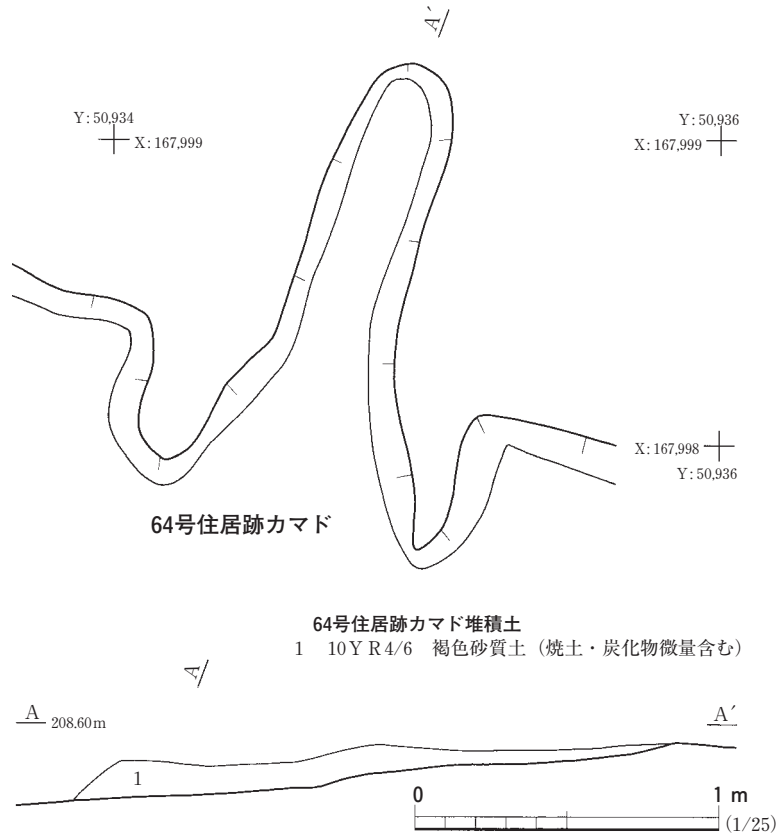 A′
Y: 50,934
X: 167,999
Y: 50,936
X: 167,999
X: 167,998
Y: 50,936
64号住居跡カマド
64号住居跡カマド堆積土
1 10ＹＲ4/6 褐色砂質土（焼土・炭化物微量含む）
A
A 208.60m
A′
1
0 1 m
(1/25)